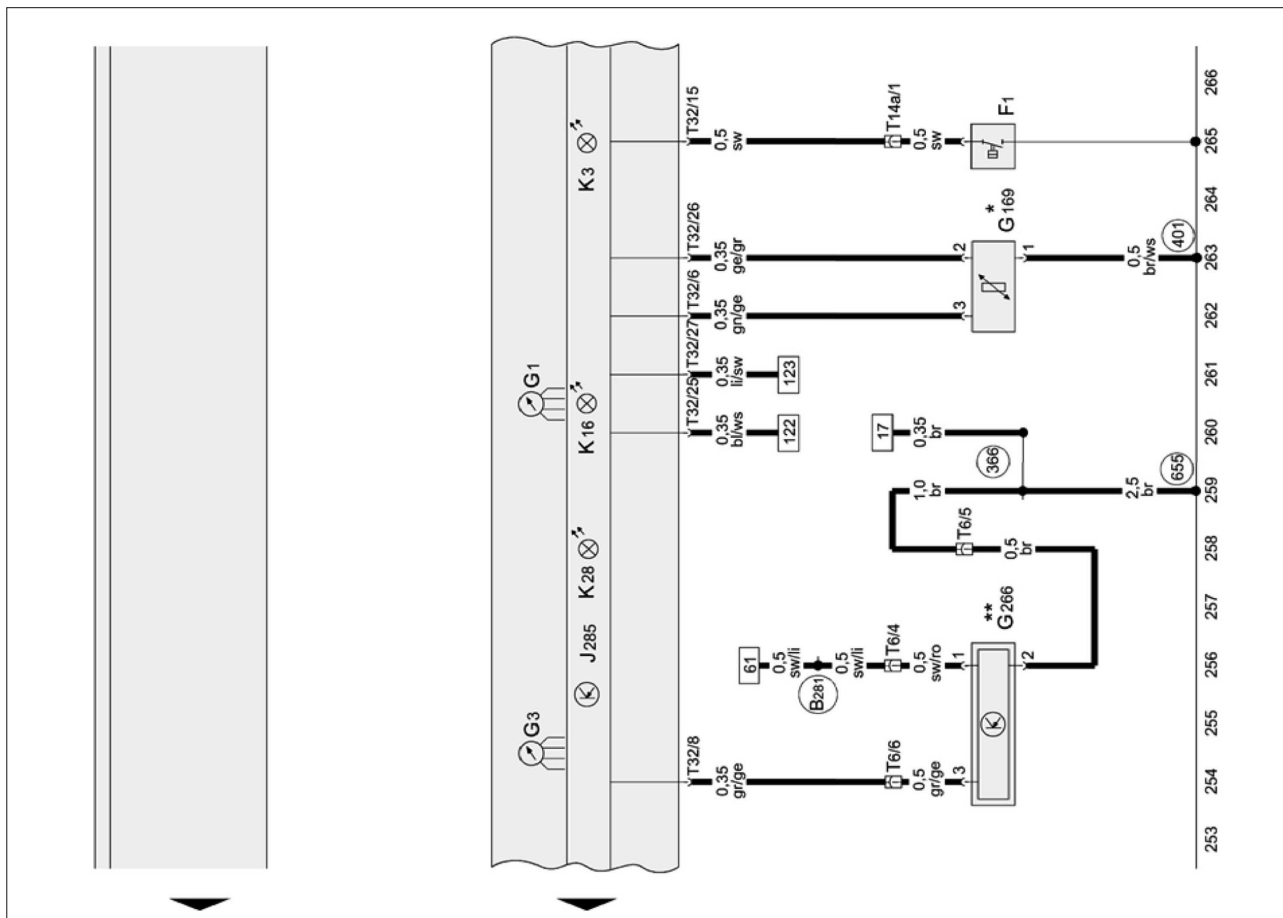 T32/15
0,5
sw
T14a/1
0,5
sw
F1
K3
T32/26
0,35
ge/gr
2
*
G169
1
0,5
br/ws
401
T32/6
0,35
gn/ge
3
T32/27
0,35
li/sw
123
G1
K16
T32/25
0,35
bl/ws
122
17
0,35
br
366
1,0
br
2,5
br
655
T6/5
0,5
br
K28
J285
**
G266
61
0,5
sw/li
B281
0,5
sw/li
T6/4
0,5
sw/ro
1
2
G3
T32/8
0,35
gr/ge
T6/6
0,5
gr/ge
3
266
265
264
263
262
261
260
259
258
257
256
255
254
253